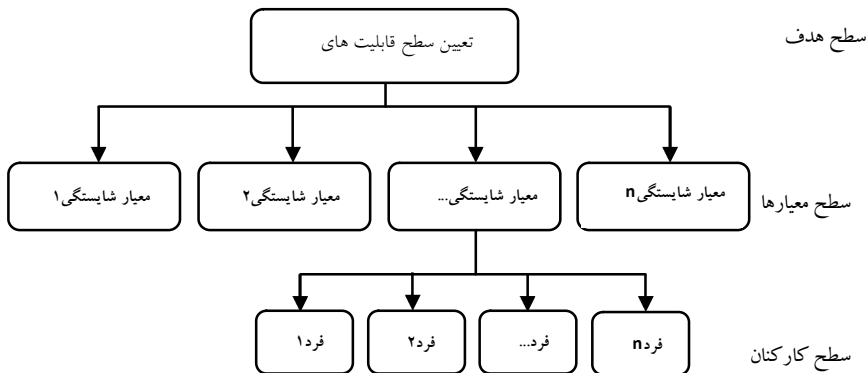 سطح هدف
تعیین سطح قابلیت های
سطح معیارها
معیار شایستگی۱
معیار شایستگی۲
معیار شایستگی...
معیار شایستگیn
سطح کارکنان
فرد۱
فرد۲
فرد...
فردn